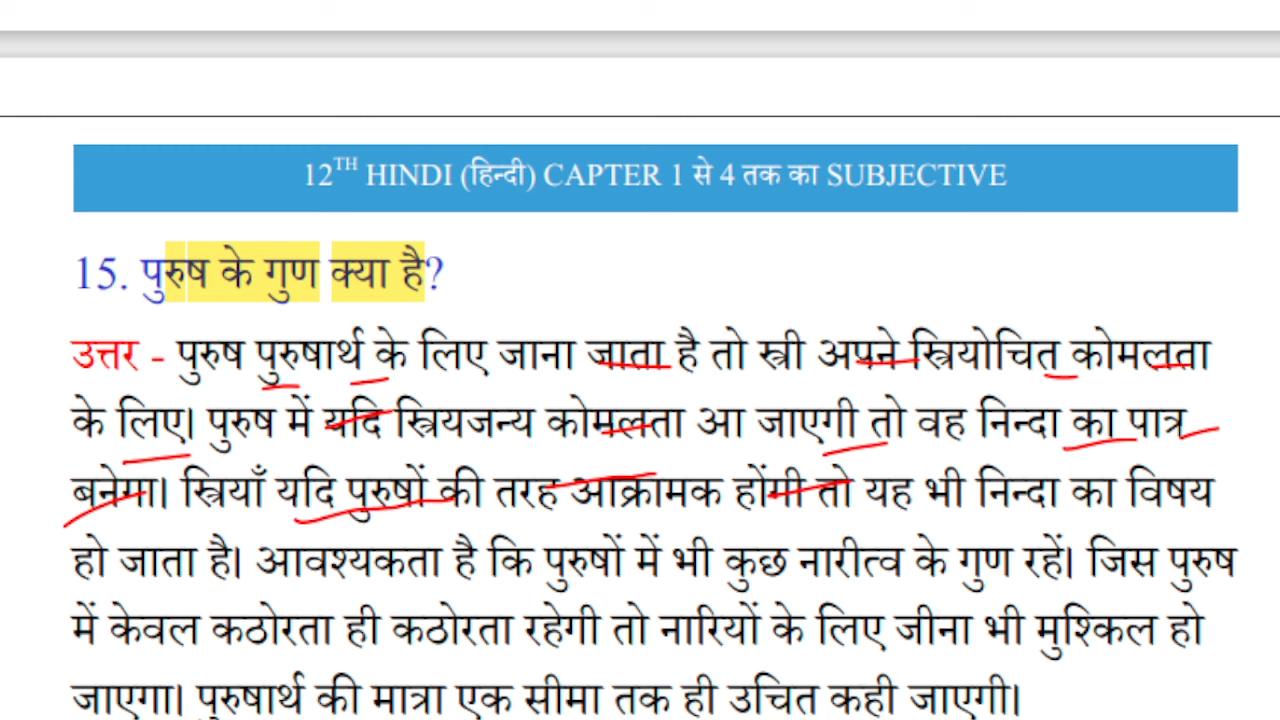 12TH HINDI (हिन्दी) CAPTER 1 से 4 तक का SUBJECTIVE
15. पुरुष के गुण क्या है?
उत्तर - पुरुष पुरुषार्थ के लिए जाना जाता है तो स्त्री अपने स्त्रियोचित कोमलता
के लिए। पुरुष में यदि स्त्रियजन्य कोमलता आ जाएगी तो वह निन्दा का पात्र
बनेगा। स्त्रियाँ यदि पुरुषों की तरह आक्रामक होंगी तो यह भी निन्दा का विषय
हो जाता है। आवश्यकता है कि पुरुषों में भी कुछ नारीत्व के गुण रहें। जिस पुरुष
में केवल कठोरता ही कठोरता रहेगी तो नारियों के लिए जीना भी मुश्किल हो
जाएगा। पुरुषार्थ की मात्रा एक सीमा तक ही उचित कही जाएगी।